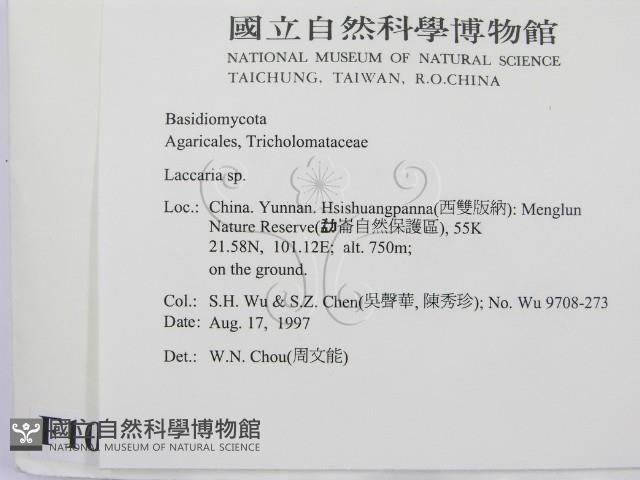 國立自然科學博物館
NATIONAL MUSEUM OF NATURAL SCIENCE
TAICHUNG, TAIWAN, R.O.CHINA
Basidiomycota
Agaricales, Tricholomataceae
Laccaria sp.
Loc.: China. Yunnan. Hsishuangpanna(西雙版納): Menglun
Nature Reserve(勐崙自然保護區), 55K
21.58N, 101.12E; alt. 750m;
on the ground.
Col.: S.H. Wu & S.Z. Chen(吳聲華, 陳秀珍); No. Wu 9708-273
Date: Aug. 17, 1997
Det.: W.N. Chou(周文能)
國立自然科學博物館
NATIONAL MUSEUM OF NATURAL SCIENCE